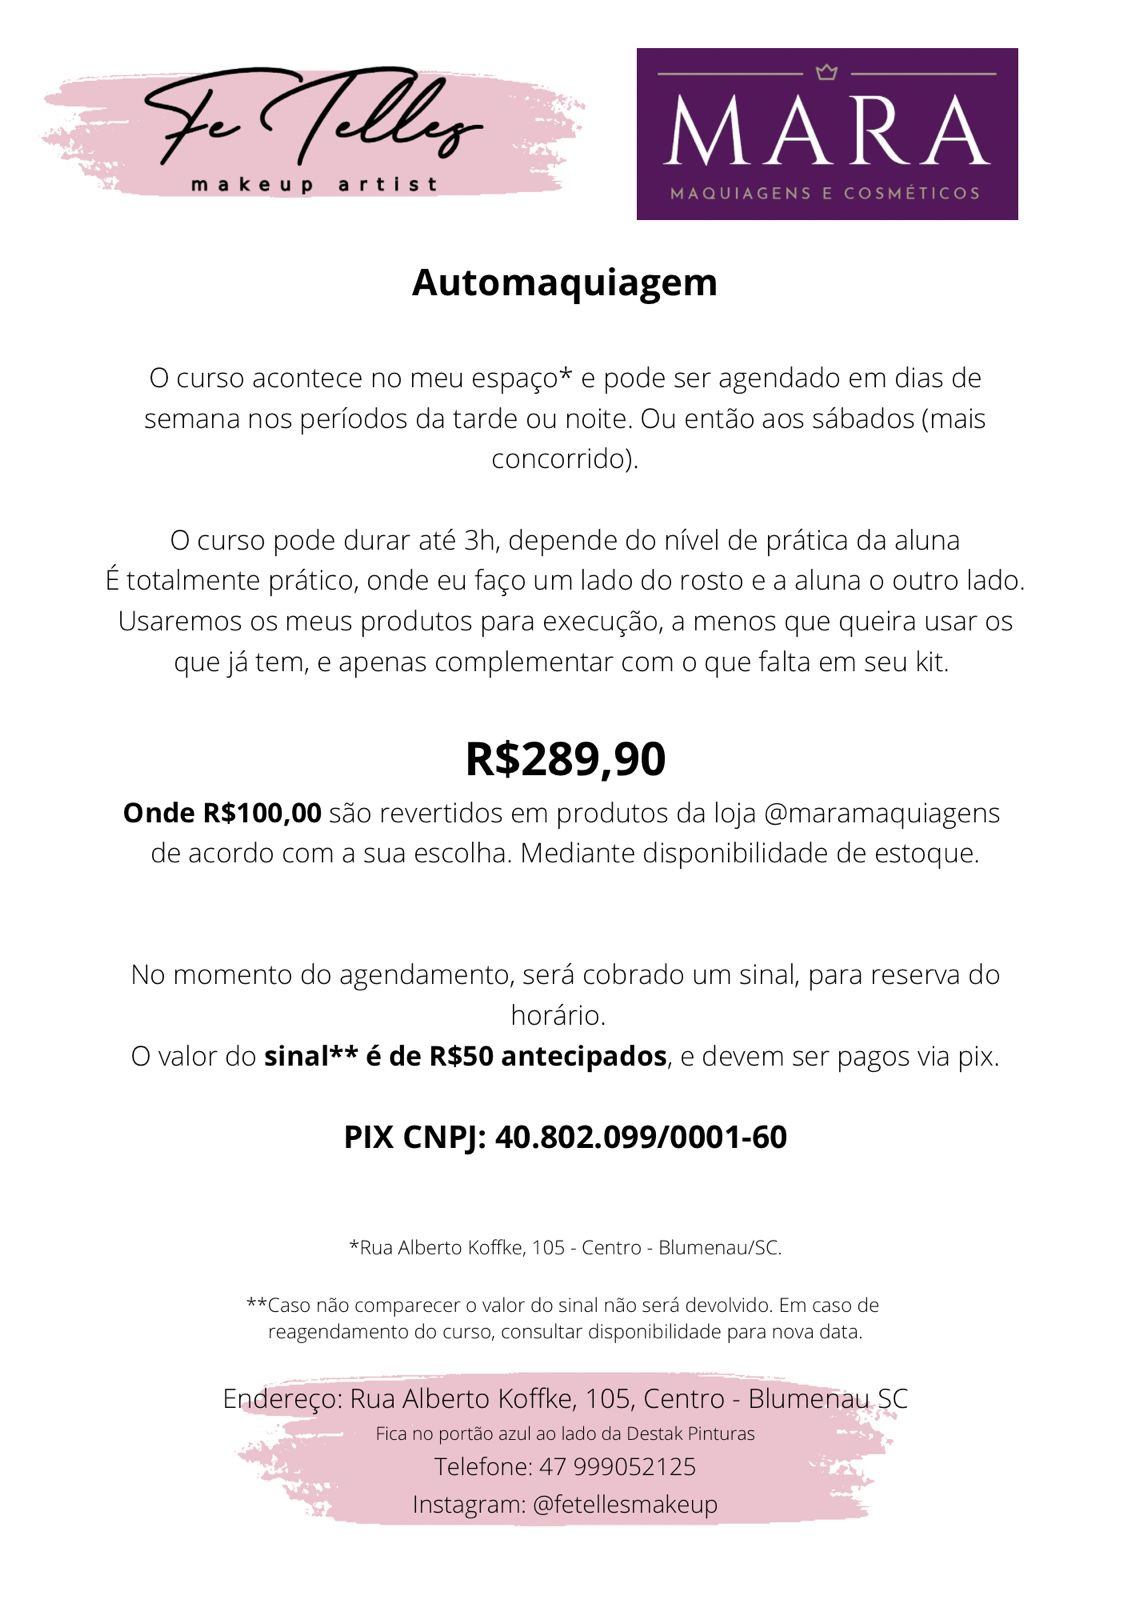 Fe Telles
makeup artist
MARA
MAQUIAGENS E COSMÉTICOS
Automaquiagem
O curso acontece no meu espaço* e pode ser agendado em dias de
semana nos períodos da tarde ou noite. Ou então aos sábados (mais
concorrido).
O curso pode durar até 3h, depende do nível de prática da aluna
É totalmente prático, onde eu faço um lado do rosto e a aluna o outro lado.
Usaremos os meus produtos para execução, a menos que queira usar os
que já tem, e apenas complementar com o que falta em seu kit.
R$289,90
Onde R$100,00 são revertidos em produtos da loja @maramaquiagens
de acordo com a sua escolha. Mediante disponibilidade de estoque.
No momento do agendamento, será cobrado um sinal, para reserva do
horário.
O valor do sinal** é de R$50 antecipados, e devem ser pagos via pix.
PIX CNPJ: 40.802.099/0001-60
*Rua Alberto Koffke, 105 - Centro - Blumenau/SC.
**Caso não comparecer o valor do sinal não será devolvido. Em caso de
reagendamento do curso, consultar disponibilidade para nova data.
Endereço: Rua Alberto Koffke, 105, Centro - Blumenau SC
Fica no portão azul ao lado da Destak Pinturas
Telefone: 47 999052125
Instagram: @fetellesmakeup